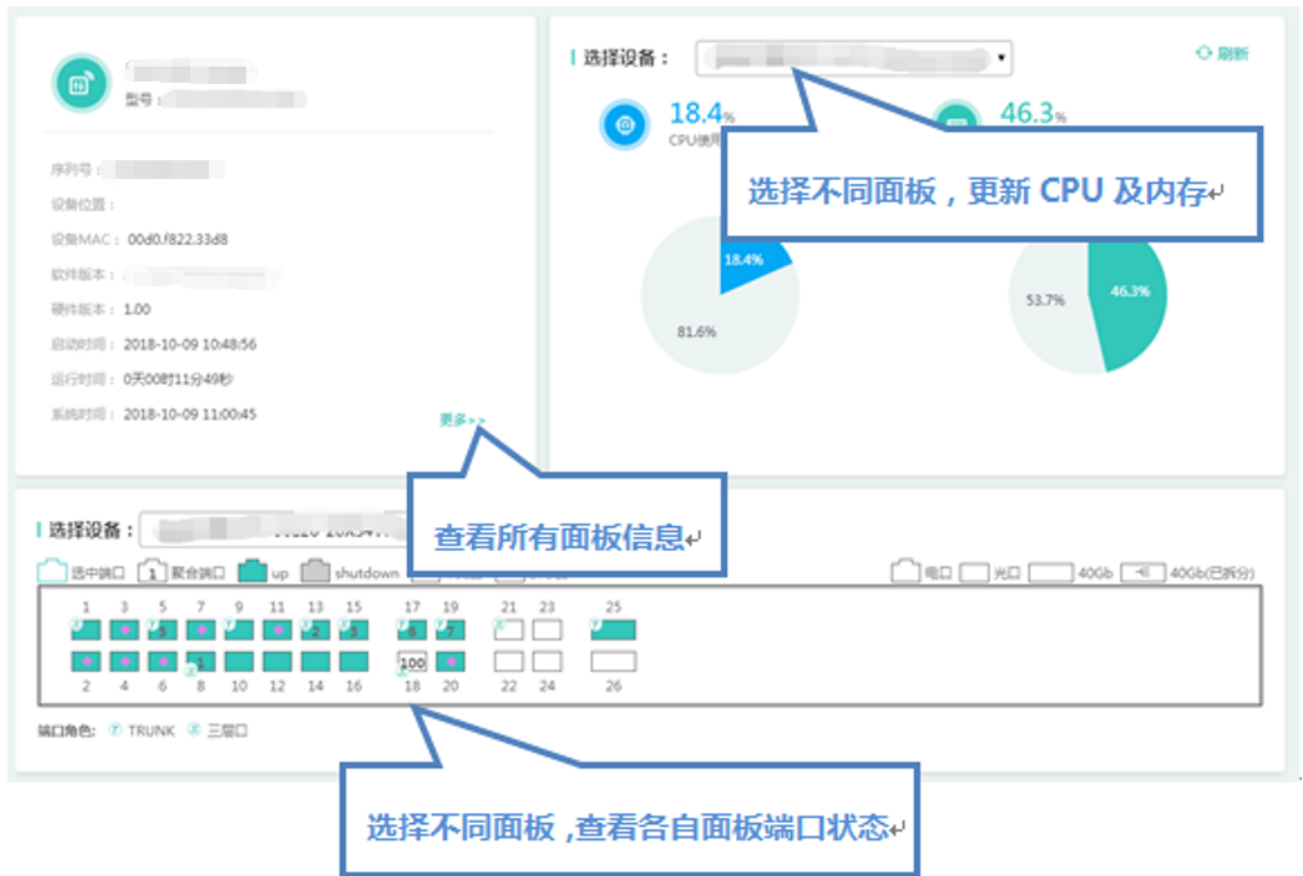 型号：
序列号：
设备位置：
设备MAC： 00d0.f822.33d8
软件版本：
硬件版本： 1.00
启动时间： 2018-10-09 10:48:56
运行时间： 0天00时11分49秒
系统时间： 2018-10-09 11:00:45
更多>>
选择设备：
刷新
18.4%
CPU使用
46.3%
选择不同面板，更新 CPU 及内存↵
18.4%
81.6%
46.3%
53.7%
查看所有面板信息↵
选择设备：
选中端口 1 聚合端口 up shutdown
电口 光口 40Gb 40Gb(已拆分)
1 3 5 7 9 11 13 15 17 19 21 23 25
5 2 3 6 7
1 100
2 4 6 8 10 12 14 16 18 20 22 24 26
端口角色: TRUNK 三层口
选择不同面板 ,查看各自面板端口状态↵